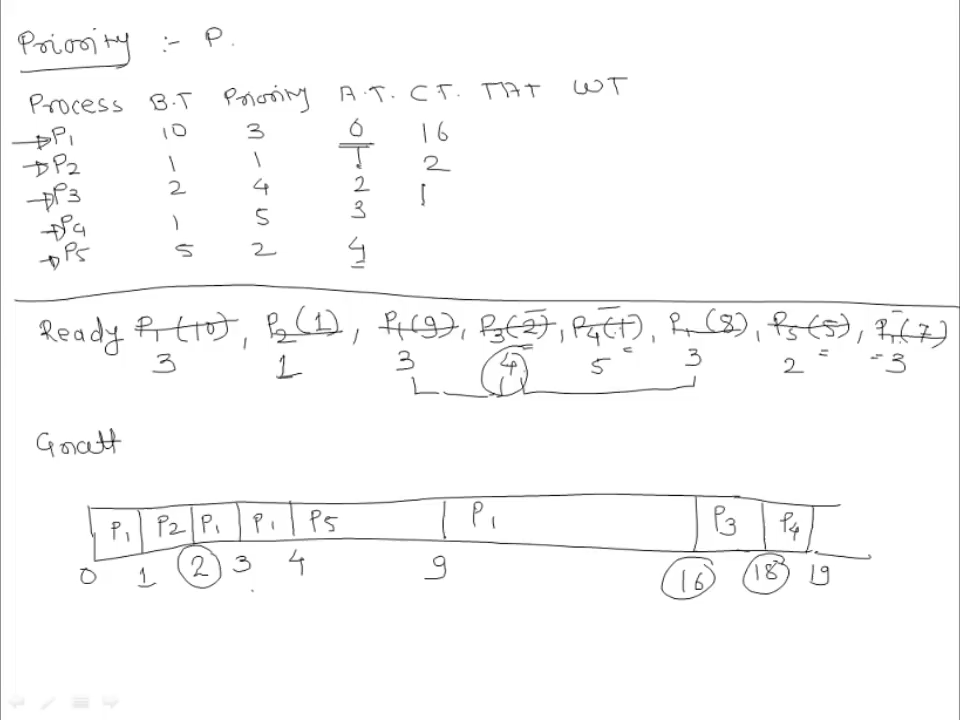 Priority :- P.
Process B.T Priority A.T. C T. TAT WT
P1 10 3 0 16
P2 1 1 1 2
P3 2 4 2 1
P4 1 5 3
P5 5 2 4
Ready P1(10), P2(1), P1(9), P3(2), P4(1), P1(8), P5(5), P1(7)
3 1 3 4 5 3 2 3
Gnatt
P1 P2 P1 P1 P5 P1 P3 P4
0 1 2 3 4 9 16 18 19